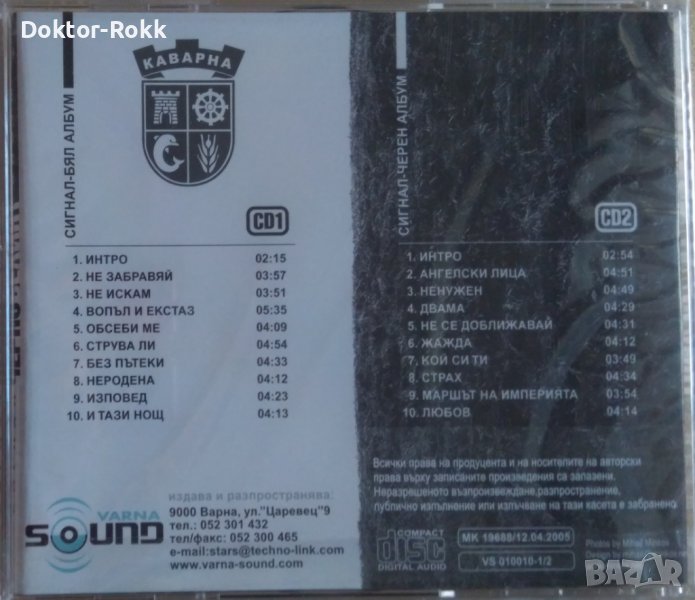 Doktor-Rokk
КАВАРНА
СИГНАЛ-БЯЛ АЛБУМ
CD1
1. ИНТРО 02:15
2. НЕ ЗАБРАВЯЙ 03:57
3. НЕ ИСКАМ 03:51
4. ВОПЪЛ И ЕКСТАЗ 05:35
5. ОБСЕБИ МЕ 04:09
6. СТРУВА ЛИ 04:54
7. БЕЗ ПЪТЕКИ 04:33
8. НЕРОДЕНА 04:12
9. ИЗПОВЕД 04:23
10. И ТАЗИ НОЩ 04:13
СИГНАЛ-ЧЕРЕН АЛБУМ
CD2
1. ИНТРО 02:54
2. АНГЕЛСКИ ЛИЦА 04:51
3. НЕНУЖЕН 04:49
4. ДВАМА 04:29
5. НЕ СЕ ДОБЛИЖАВАЙ 04:31
6. ЖАЖДА 04:12
7. КОЙ СИ ТИ 03:49
8. СТРАХ 04:34
9. МАРШЪТ НА ИМПЕРИЯТА 03:54
10. ЛЮБОВ 04:14
Всички права на продуцента и на носителите на авторски
права върху записаните произведения са запазени.
Неразрешеното възпроизвеждане,разпространение,
публично изпълнение или излъчване на тази касета е забранено
издава и разпространява:
VARNA
SOUND
9000 Варна, ул."Царевец"9
тел.: 052 301 432
тел/факс: 052 300 465
e-mail:stars@techno-link.com
www.varna-sound.com
COMPACT
disc
DIGITAL AUDIO
МК 19688/12.04.2005
VS 010010-1/2
Photos by Mihail
Design by
BAZAR